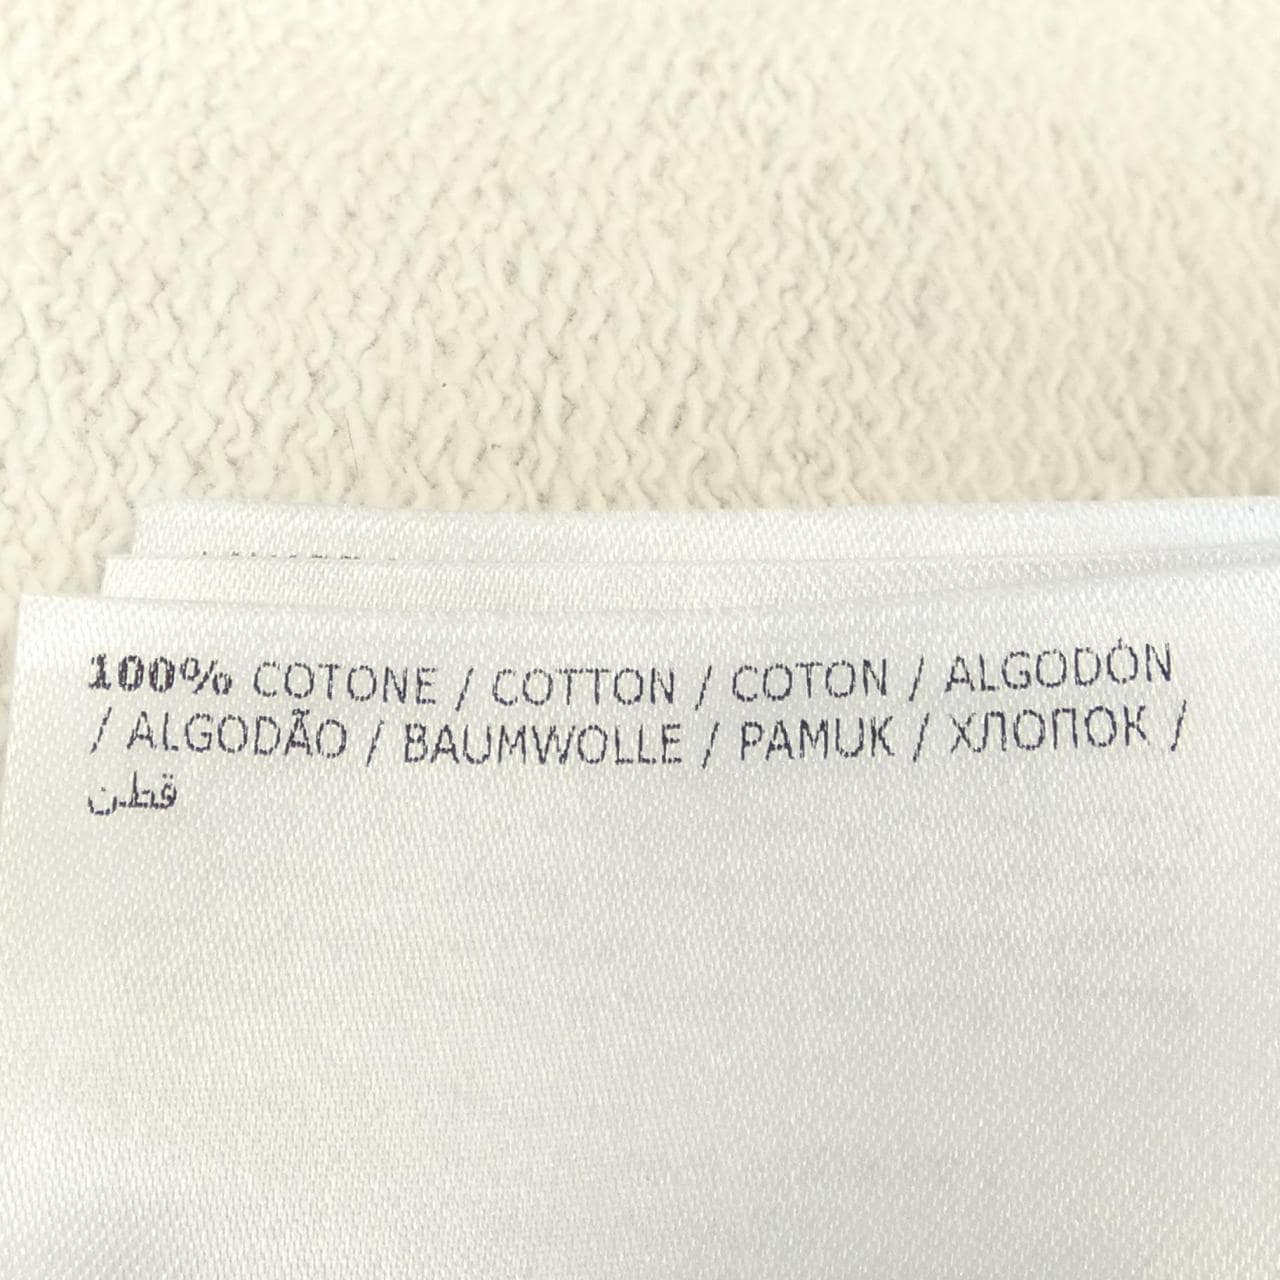 100% COTONE / COTTON / COTON / ALGODÓN
/ ALGODÃO / BAUMWOLLE / PAMUK / ХЛОПОК /
قطن